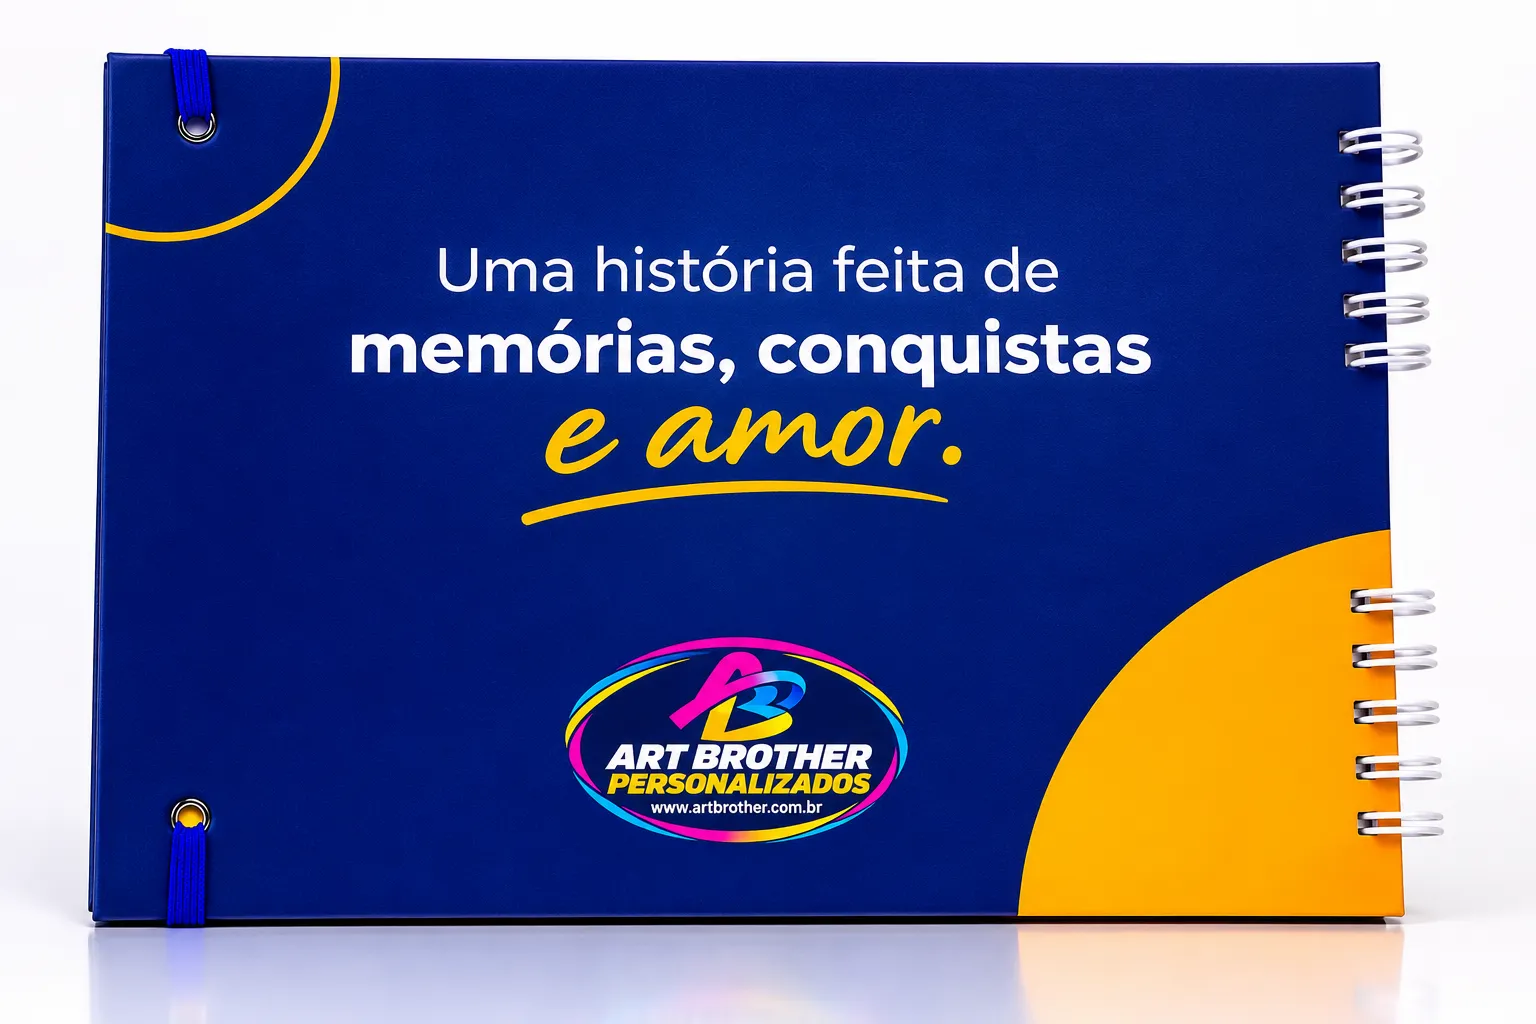 Uma história feita de
memórias, conquistas
e amor.
AB
ART BROTHER
PERSONALIZADOS
www.artbrother.com.br